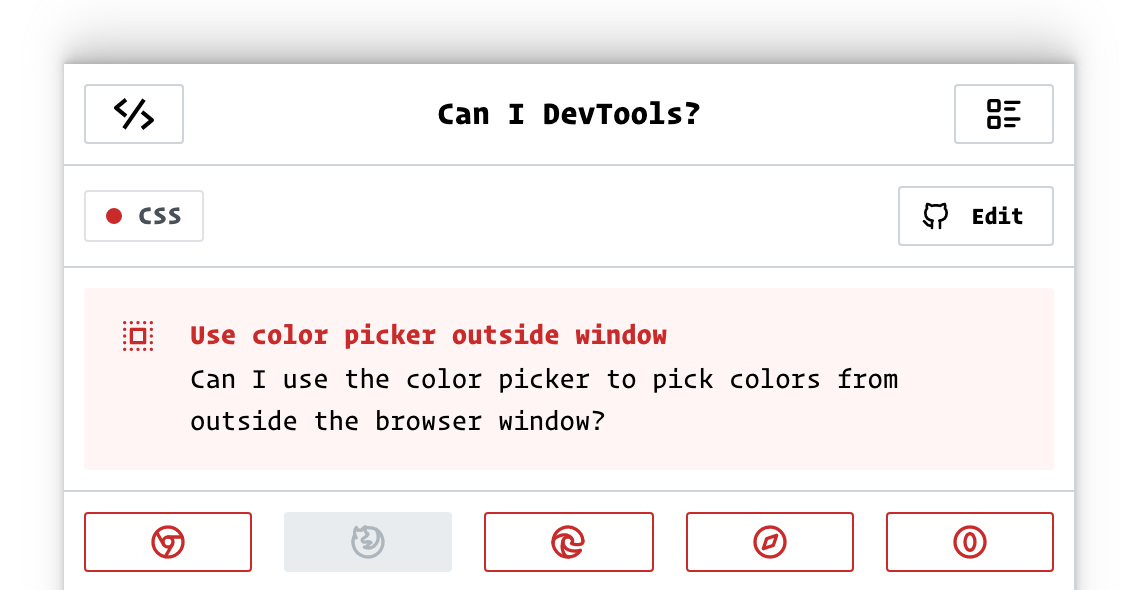 Can I DevTools?
CSS
Edit
Use color picker outside window
Can I use the color picker to pick colors from
outside the browser window?